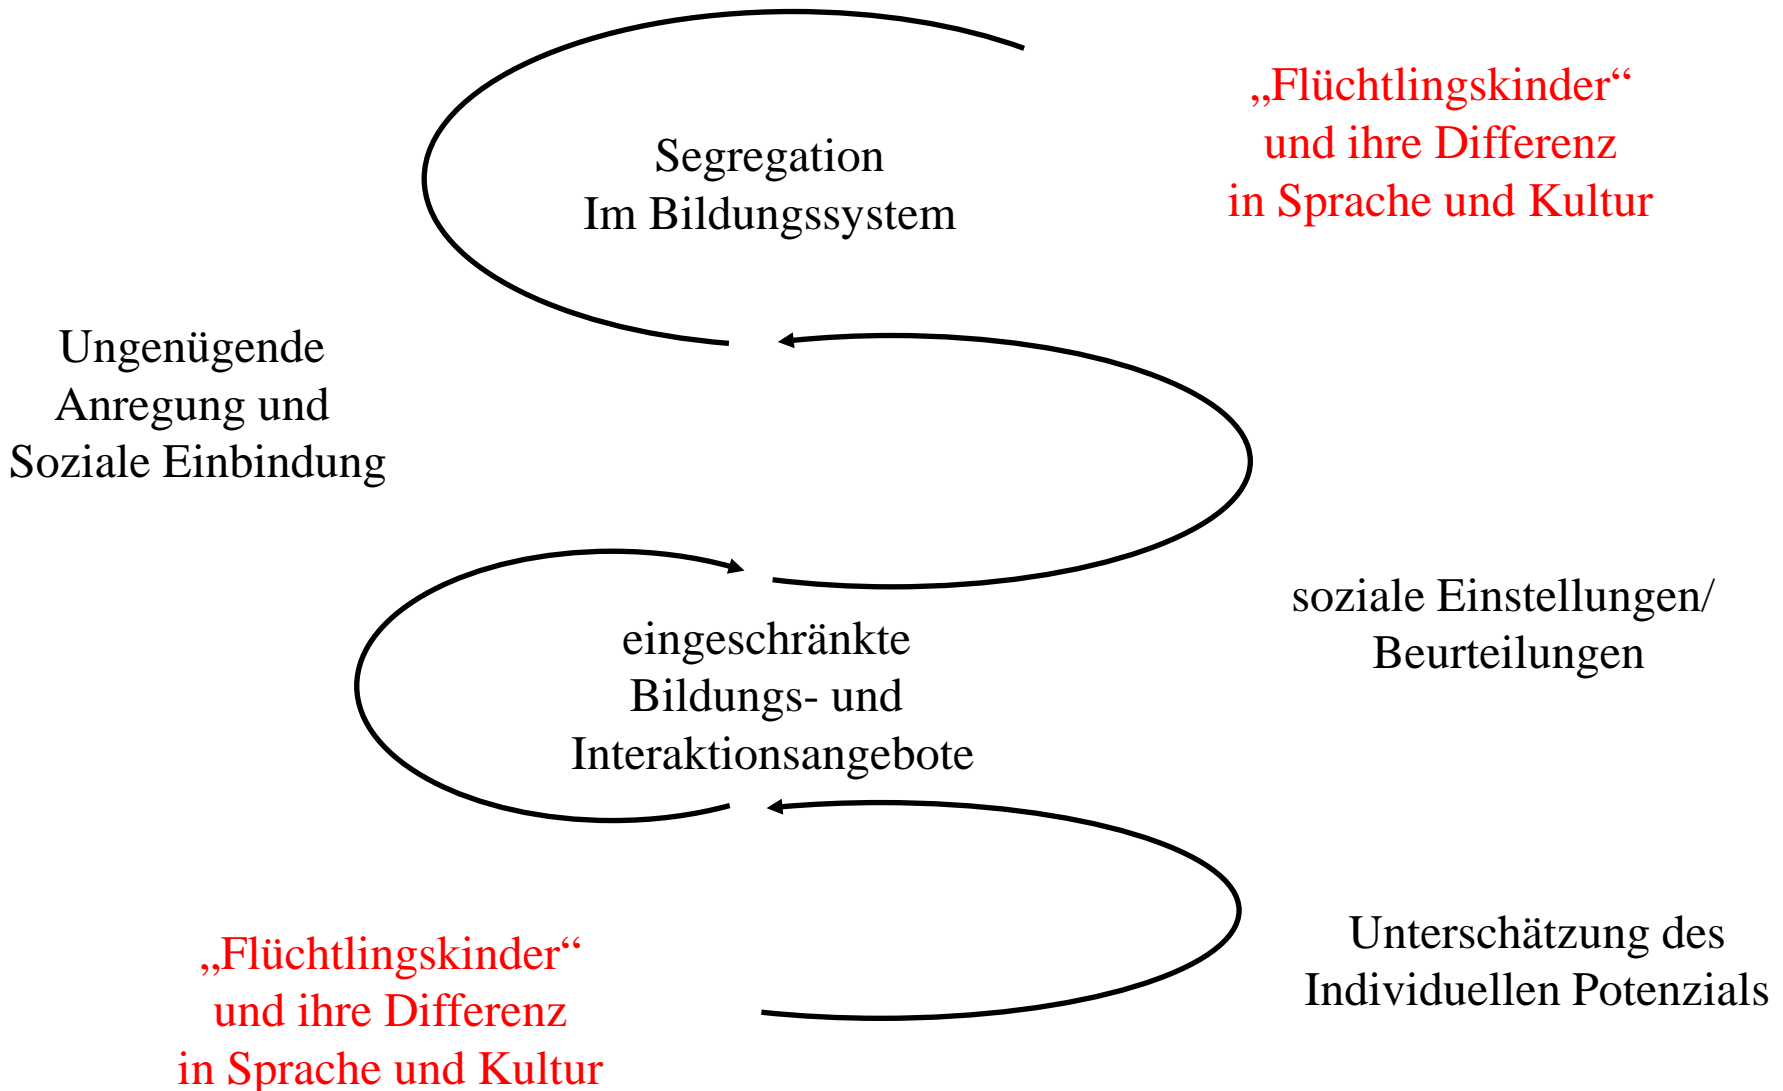 „Flüchtlingskinder“
und ihre Differenz
in Sprache und Kultur
Segregation
Im Bildungssystem
Ungenügende
Anregung und
Soziale Einbindung
soziale Einstellungen/
Beurteilungen
eingeschränkte
Bildungs- und
Interaktionsangebote
Unterschätzung des
Individuellen Potenzials
„Flüchtlingskinder“
und ihre Differenz
in Sprache und Kultur